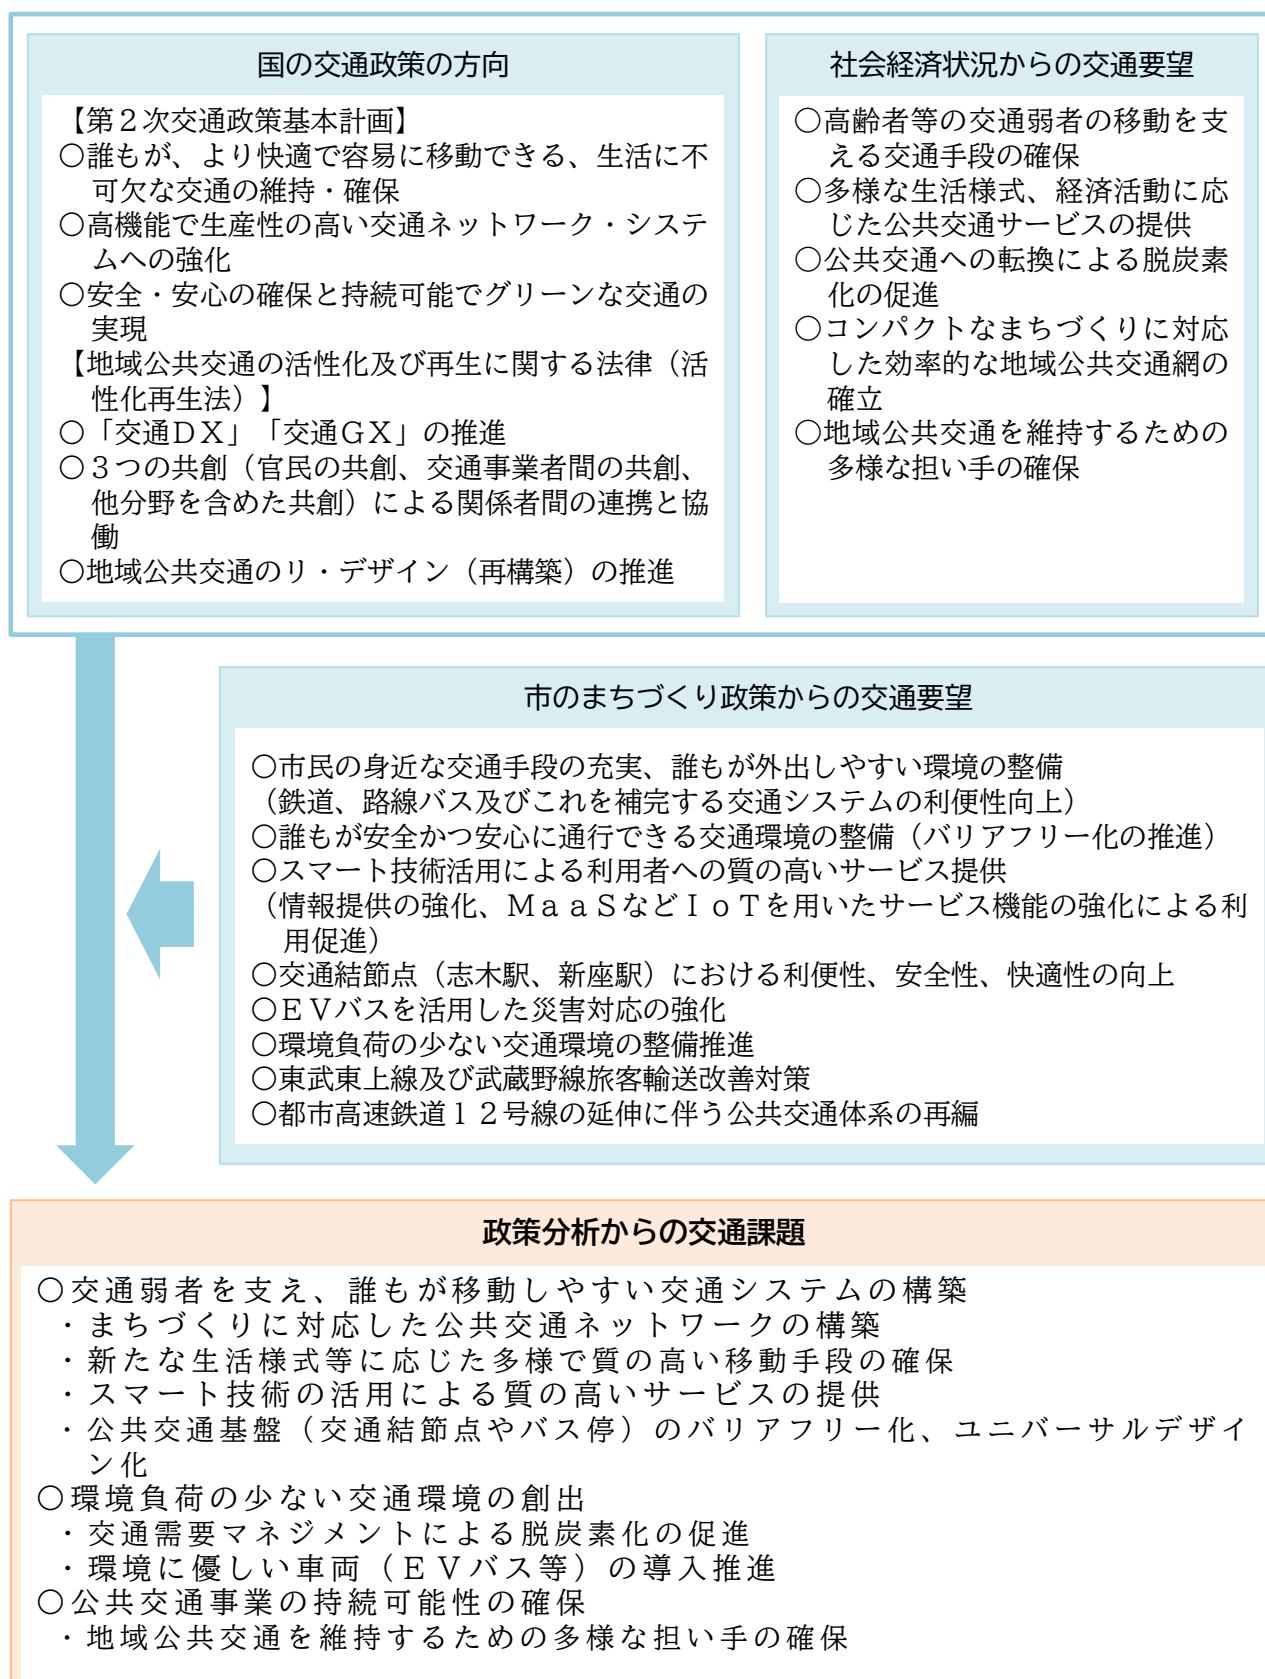 国の交通政策の方向
【第２次交通政策基本計画】
○誰もが、より快適で容易に移動できる、生活に不
可欠な交通の維持・確保
○高機能で生産性の高い交通ネットワーク・システ
ムへの強化
○安全・安心の確保と持続可能でグリーンな交通の
実現
【地域公共交通の活性化及び再生に関する法律（活
性化再生法）】
○「交通ＤＸ」「交通ＧＸ」の推進
○３つの共創（官民の共創、交通事業者間の共創、
他分野を含めた共創）による関係者間の連携と協
働
○地域公共交通のリ・デザイン（再構築）の推進
社会経済状況からの交通要望
○高齢者等の交通弱者の移動を支
える交通手段の確保
○多様な生活様式、経済活動に応
じた公共交通サービスの提供
○公共交通への転換による脱炭素
化の促進
○コンパクトなまちづくりに対応
した効率的な地域公共交通網の
確立
○地域公共交通を維持するための
多様な担い手の確保
市のまちづくり政策からの交通要望
○市民の身近な交通手段の充実、誰もが外出しやすい環境の整備
（鉄道、路線バス及びこれを補完する交通システムの利便性向上）
○誰もが安全かつ安心に通行できる交通環境の整備（バリアフリー化の推進）
○スマート技術活用による利用者への質の高いサービス提供
（情報提供の強化、ＭａａＳなどＩｏＴを用いたサービス機能の強化による利
用促進）
○交通結節点（志木駅、新座駅）における利便性、安全性、快適性の向上
○ＥＶバスを活用した災害対応の強化
○環境負荷の少ない交通環境の整備推進
○東武東上線及び武蔵野線旅客輸送改善対策
○都市高速鉄道１２号線の延伸に伴う公共交通体系の再編
政策分析からの交通課題
○交通弱者を支え、誰もが移動しやすい交通システムの構築
・まちづくりに対応した公共交通ネットワークの構築
・新たな生活様式等に応じた多様で質の高い移動手段の確保
・スマート技術の活用による質の高いサービスの提供
・公共交通基盤（交通結節点やバス停）のバリアフリー化、ユニバーサルデザイ
ン化
○環境負荷の少ない交通環境の創出
・交通需要マネジメントによる脱炭素化の促進
・環境に優しい車両（ＥＶバス等）の導入推進
○公共交通事業の持続可能性の確保
・地域公共交通を維持するための多様な担い手の確保